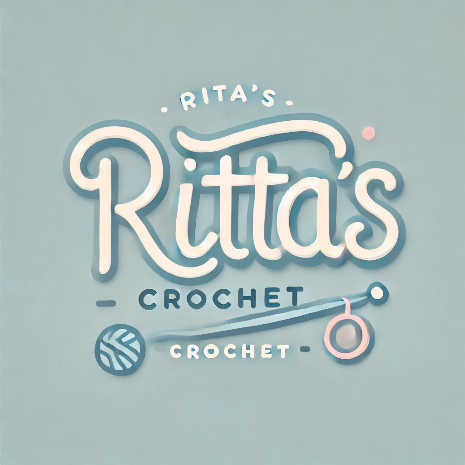 · RITA'S ·
Ritta's
– CROCHET
CROCHET –